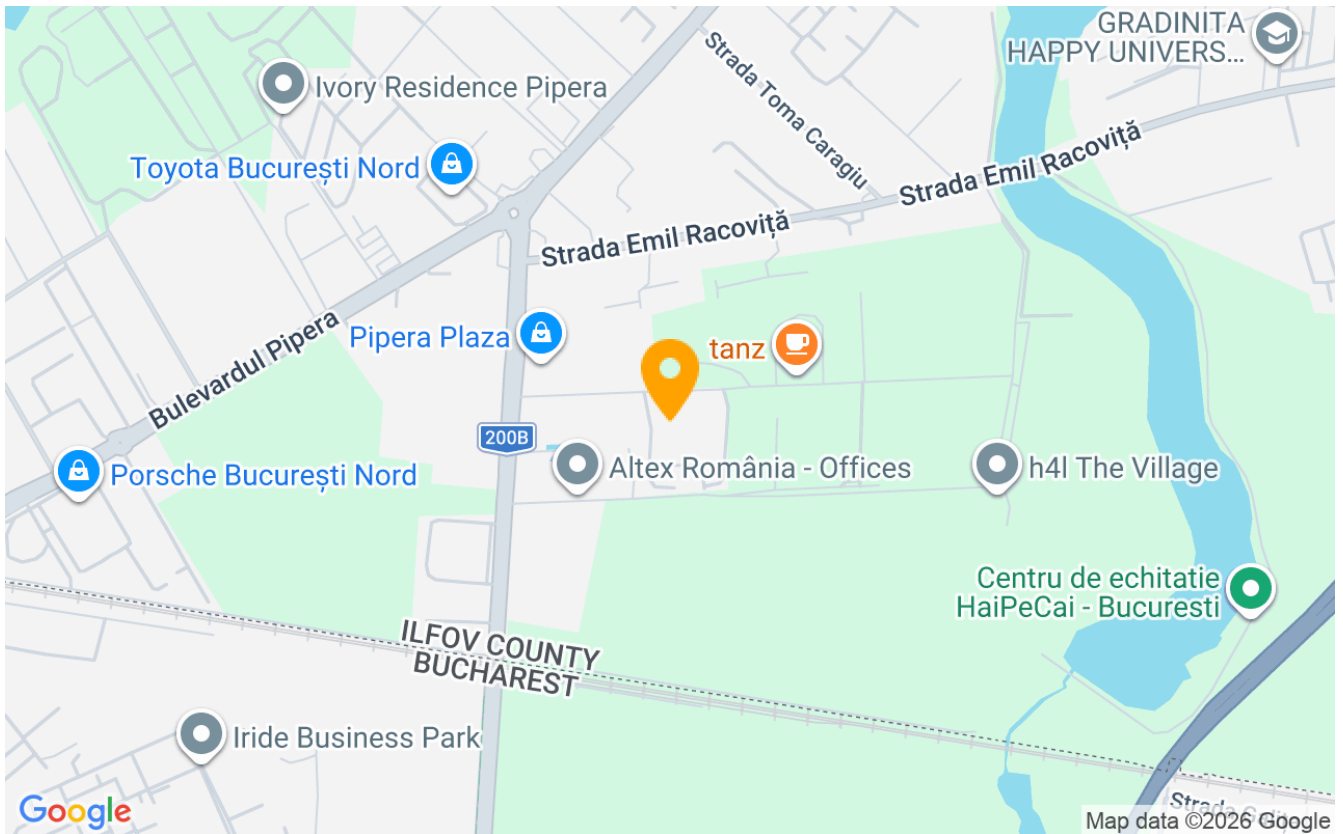 GRADINITA
HAPPY UNIVERS...
Strada Toma Caragiu
Ivory Residence Pipera
Strada Emil Racoviță
Toyota București Nord
Strada Emil Racoviță
Pipera Plaza
tanz
Bulevardul Pipera
200B
Porsche București Nord
Altex România - Offices
h4l The Village
Centru de echitatie
HaiPeCai - Bucuresti
ILFOV COUNTY
BUCHAREST
Iride Business Park
Google
Strada
Map data ©2026 Google